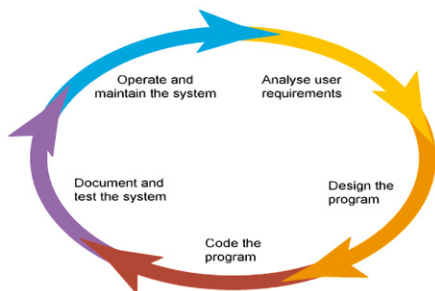 Operate and
maintain the system
Analyse user
requirements
Design the
program
Code the
program
Document and
test the system